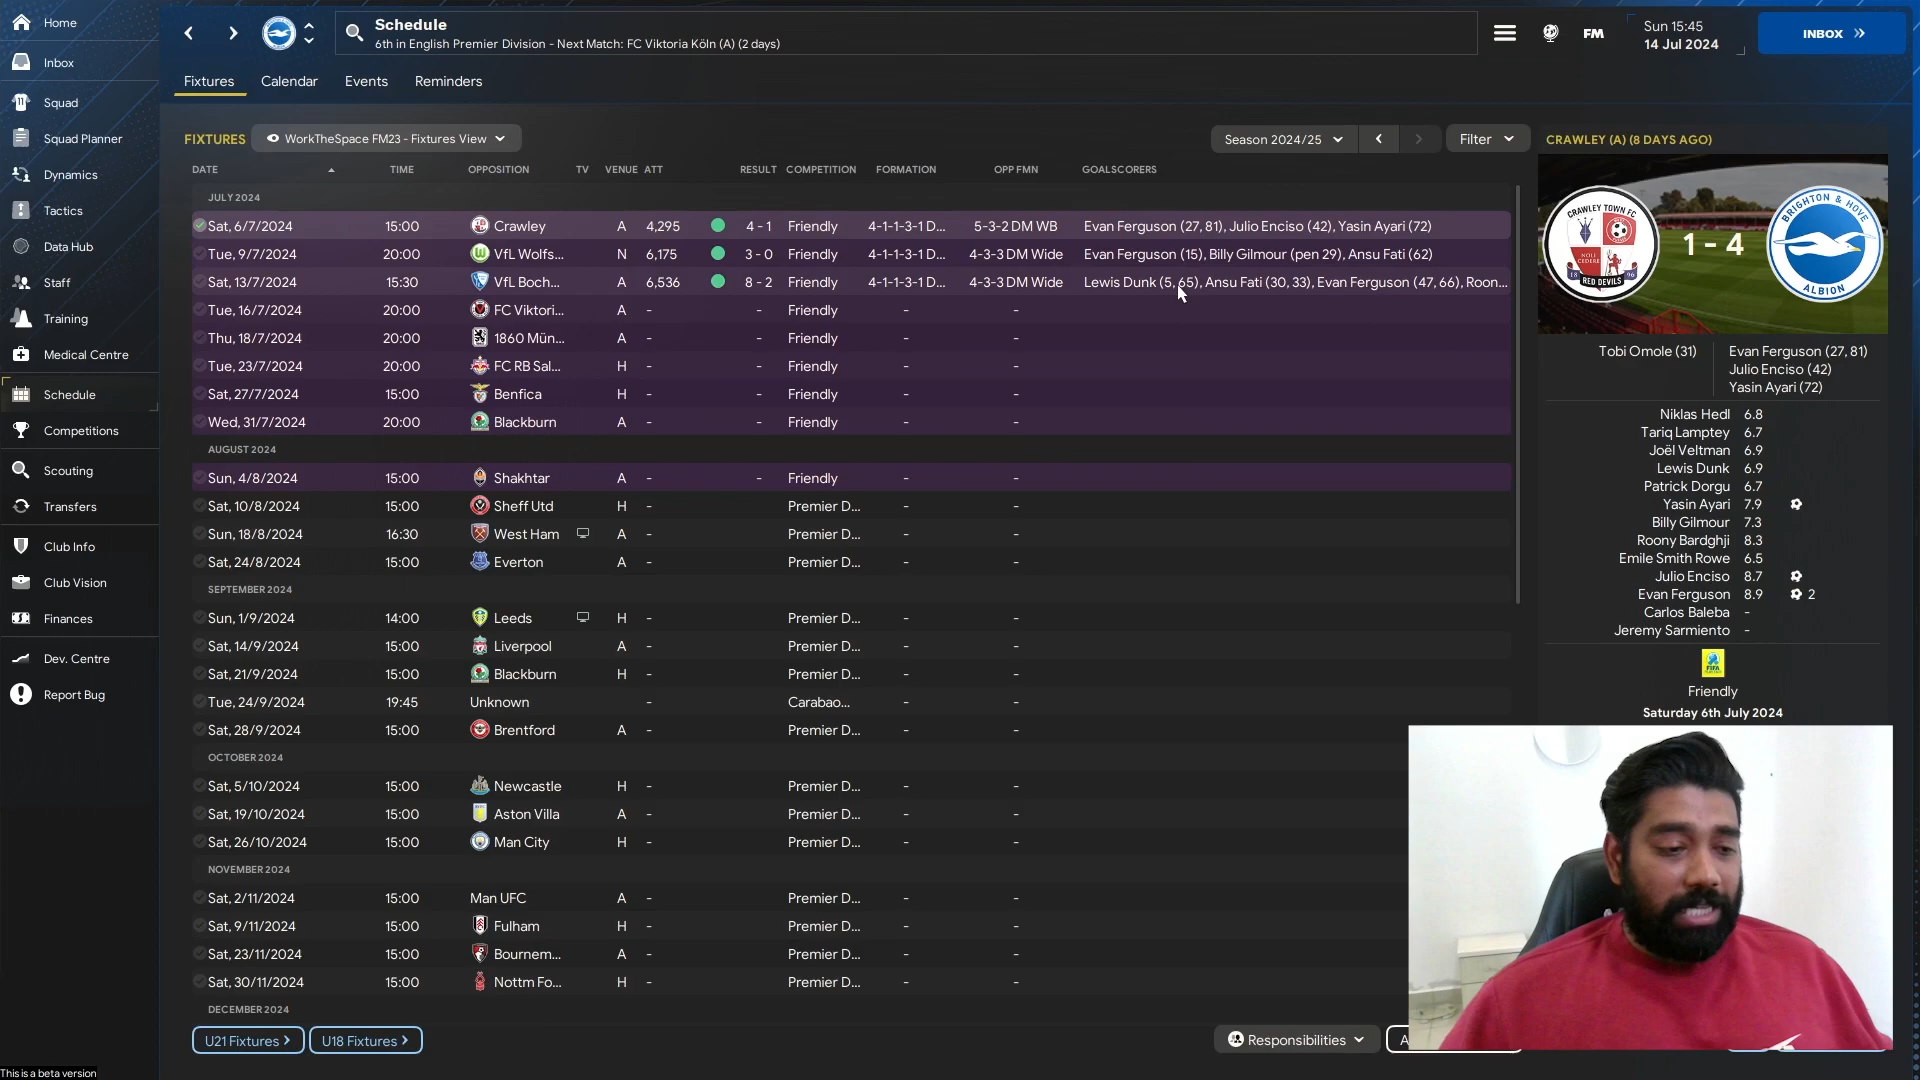 Home
Inbox
Squad
Squad Planner
Dynamics
Tactics
Data Hub
Staff
Training
Medical Centre
Schedule
Competitions
Scouting
Transfers
Club Info
Club Vision
Finances
Dev. Centre
Report Bug
This is a beta version
Schedule
6th in English Premier Division - Next Match: FC Viktoria Köln (A) (2 days)
FM
Sun 15:45
14 Jul 2024
INBOX
Fixtures Calendar Events Reminders
FIXTURES WorkTheSpace FM23 - Fixtures View Season 2024/25 Filter
DATE TIME OPPOSITION TV VENUE ATT RESULT COMPETITION FORMATION OPP FMN GOALSCORERS
JULY 2024
Sat, 6/7/2024 15:00 Crawley A 4,295 4 - 1 Friendly 4-1-1-3-1 D... 5-3-2 DM WB Evan Ferguson (27, 81), Julio Enciso (42), Yasin Ayari (72)
Tue, 9/7/2024 20:00 VfL Wolfs... N 6,175 3 - 0 Friendly 4-1-1-3-1 D... 4-3-3 DM Wide Evan Ferguson (15), Billy Gilmour (pen 29), Ansu Fati (62)
Sat, 13/7/2024 15:30 VfL Boch... A 6,536 8 - 2 Friendly 4-1-1-3-1 D... 4-3-3 DM Wide Lewis Dunk (5, 65), Ansu Fati (30, 33), Evan Ferguson (47, 66), Roon...
Tue, 16/7/2024 20:00 FC Viktori... A - - Friendly - -
Thu, 18/7/2024 20:00 1860 Mün... A - - Friendly - -
Tue, 23/7/2024 20:00 FC RB Sal... H - - Friendly - -
Sat, 27/7/2024 15:00 Benfica H - - Friendly - -
Wed, 31/7/2024 20:00 Blackburn A - - Friendly - -
AUGUST 2024
Sun, 4/8/2024 15:00 Shakhtar A - - Friendly - -
Sat, 10/8/2024 15:00 Sheff Utd H - Premier D... - -
Sun, 18/8/2024 16:30 West Ham A - Premier D... - -
Sat, 24/8/2024 15:00 Everton A - Premier D... - -
SEPTEMBER 2024
Sun, 1/9/2024 14:00 Leeds H - Premier D... - -
Sat, 14/9/2024 15:00 Liverpool A - Premier D... - -
Sat, 21/9/2024 15:00 Blackburn H - Premier D... - -
Tue, 24/9/2024 19:45 Unknown - Carabao... - -
Sat, 28/9/2024 15:00 Brentford A - Premier D... - -
OCTOBER 2024
Sat, 5/10/2024 15:00 Newcastle H - Premier D... - -
Sat, 19/10/2024 15:00 Aston Villa A - Premier D... - -
Sat, 26/10/2024 15:00 Man City H - Premier D... - -
NOVEMBER 2024
Sat, 2/11/2024 15:00 Man UFC A - Premier D... - -
Sat, 9/11/2024 15:00 Fulham H - Premier D... - -
Sat, 23/11/2024 15:00 Bournem... A - Premier D... - -
Sat, 30/11/2024 15:00 Nottm Fo... H - Premier D... - -
DECEMBER 2024
U21 Fixtures U18 Fixtures Responsibilities
CRAWLEY (A) (8 DAYS AGO)
CRAWLEY TOWN FC
NOLI CEDERE
RED DEVILS
1 - 4
BRIGHTON & HOVE
ALBION
Tobi Omole (31) Evan Ferguson (27, 81)
Julio Enciso (42)
Yasin Ayari (72)
Niklas Hedl 6.8
Tariq Lamptey 6.7
Joël Veltman 6.9
Lewis Dunk 6.9
Patrick Dorgu 6.7
Yasin Ayari 7.9
Billy Gilmour 7.3
Roony Bardghji 8.3
Emile Smith Rowe 6.5
Julio Enciso 8.7
Evan Ferguson 8.9 2
Carlos Baleba -
Jeremy Sarmiento -
Friendly
Saturday 6th July 2024